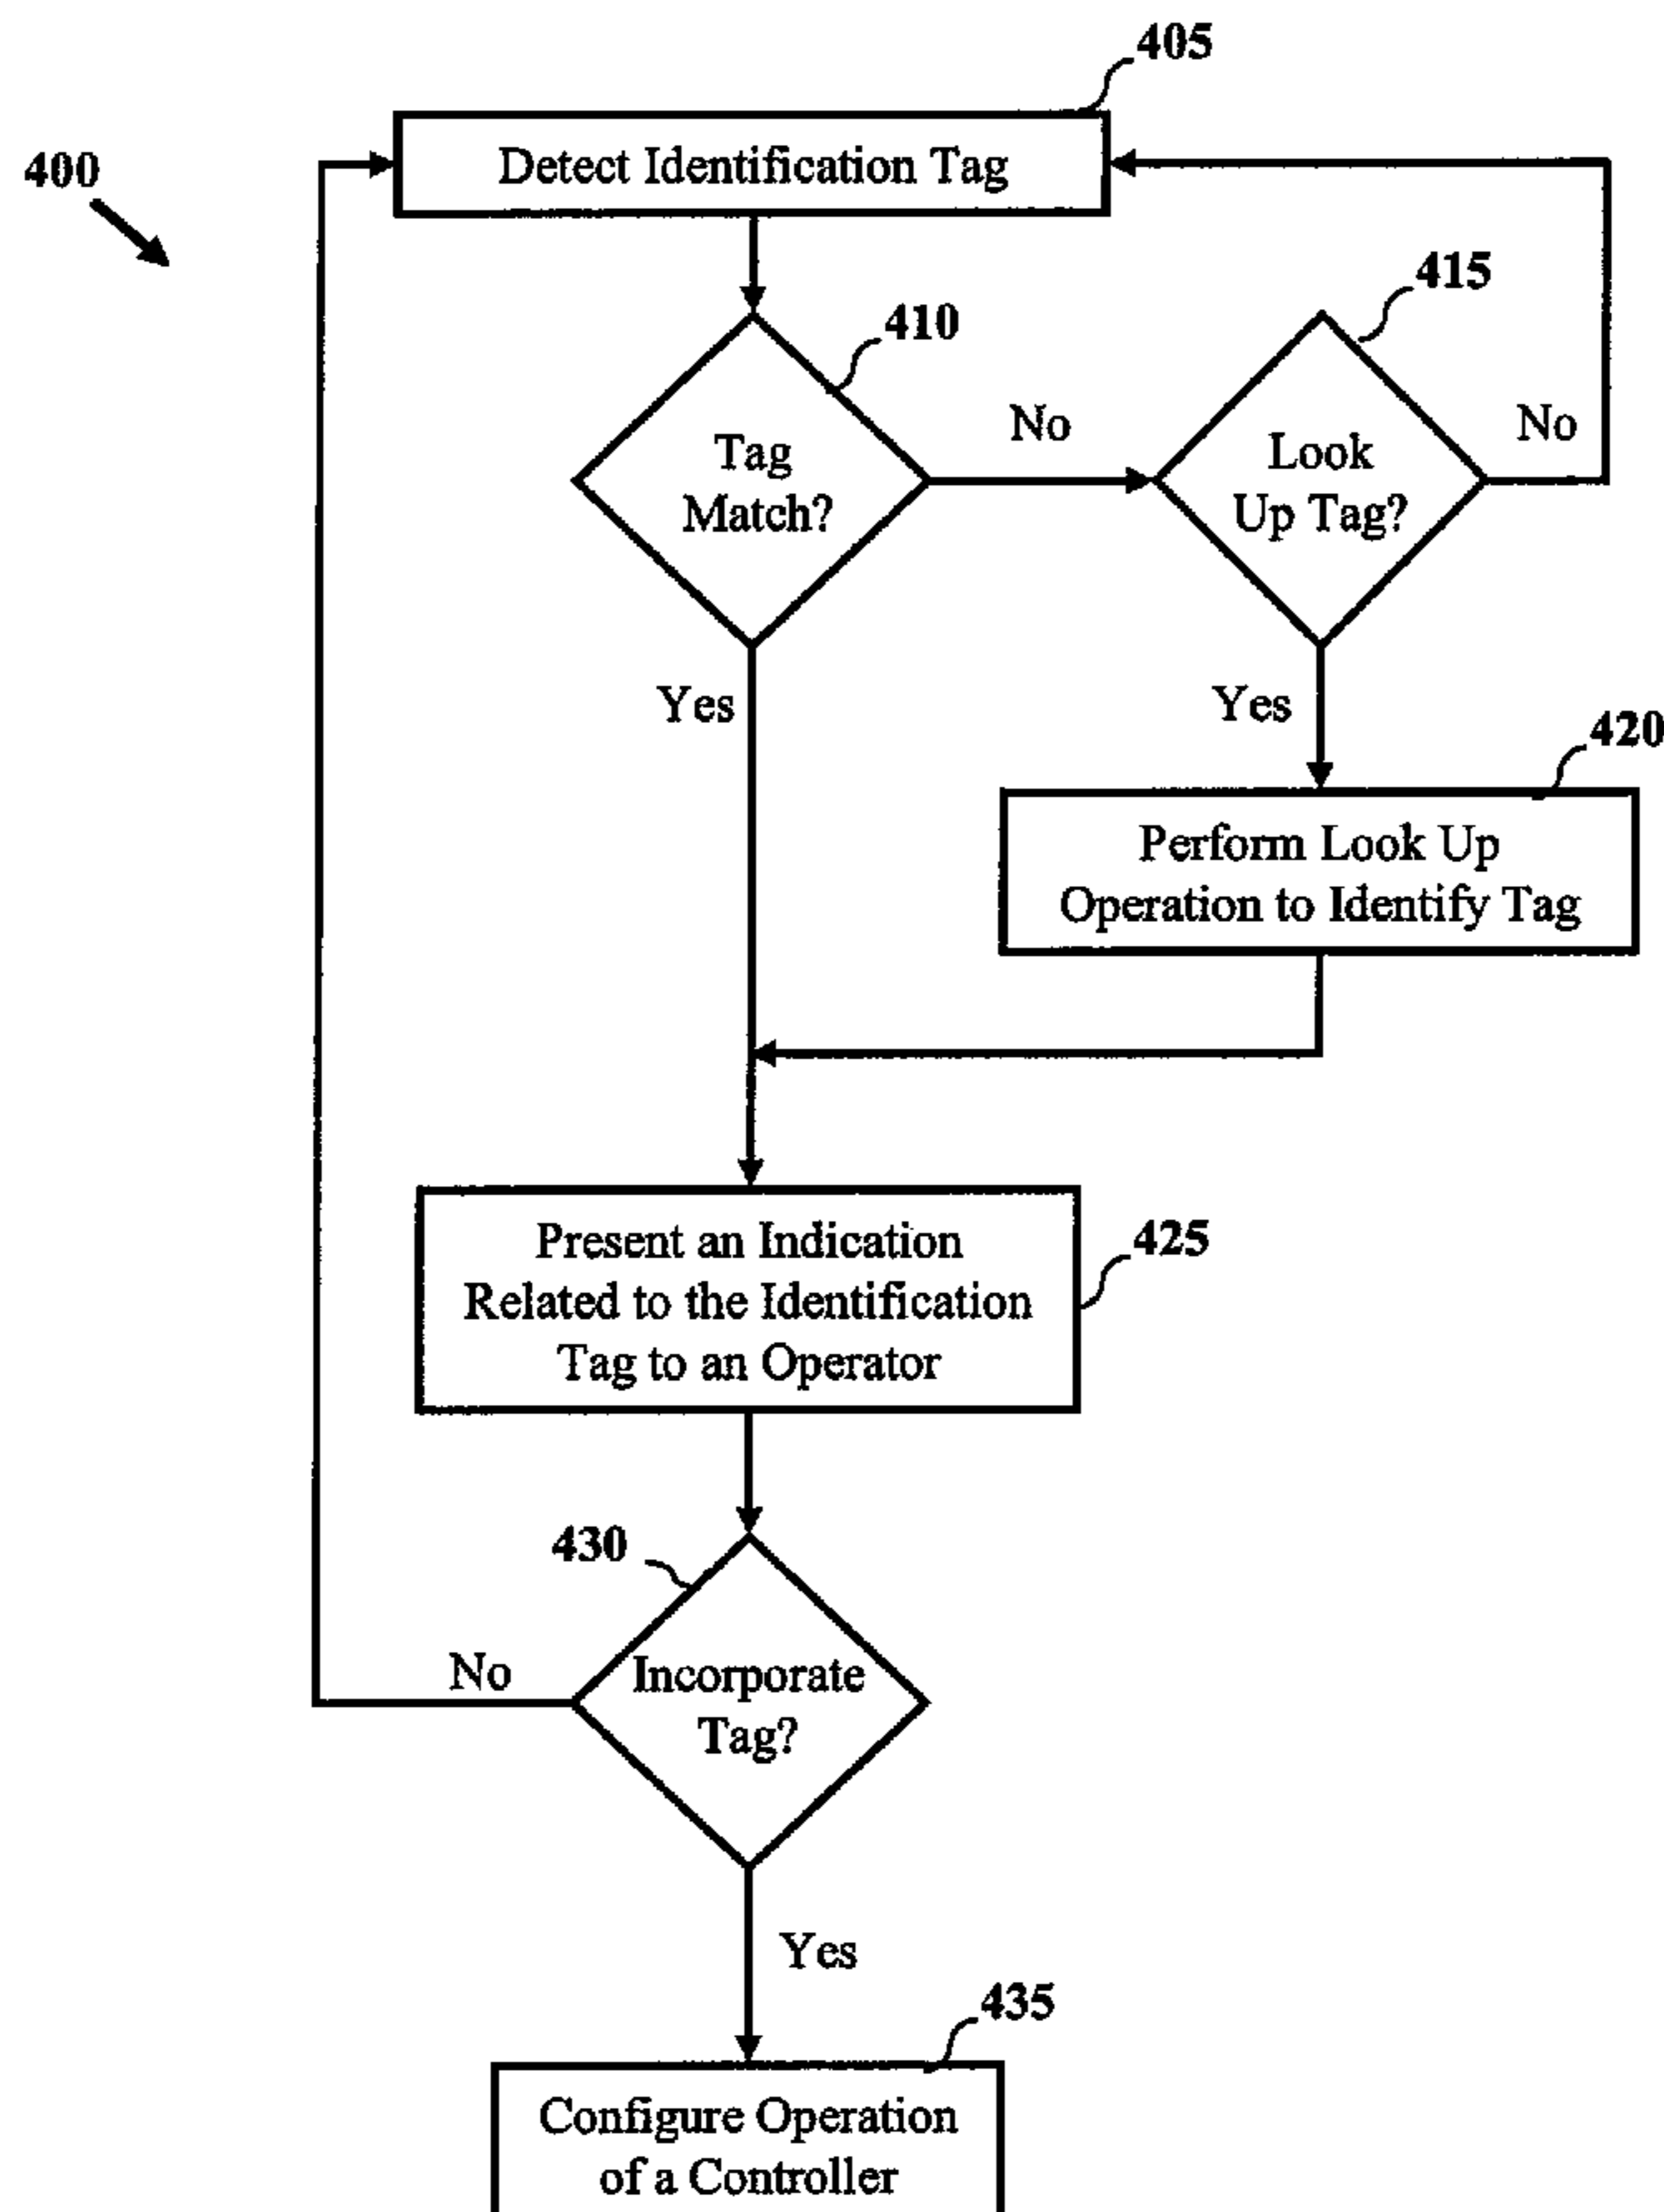 405
400
Detect Identification Tag
415
410
No
No
Tag
Match?
Look
Up Tag?
Yes
Yes
420
Perform Look Up
Operation to Identify Tag
425
Present an Indication
Related to the Identification
Tag to an Operator
430
No
Incorporate
Tag?
Yes
435
Configure Operation
of a Controller